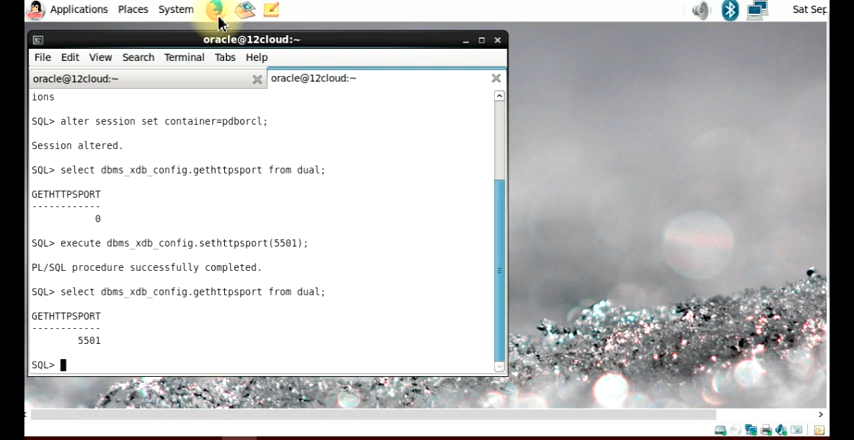 Applications Places System
Sat Sep
oracle@12cloud:~
File Edit View Search Terminal Tabs Help
oracle@12cloud:~
oracle@12cloud:~
ions
SQL> alter session set container=pdborcl;
Session altered.
SQL> select dbms_xdb_config.gethttpsport from dual;
GETHTTPSPORT
------------
0
SQL> execute dbms_xdb_config.sethttpsport(5501);
PL/SQL procedure successfully completed.
SQL> select dbms_xdb_config.gethttpsport from dual;
GETHTTPSPORT
------------
5501
SQL>